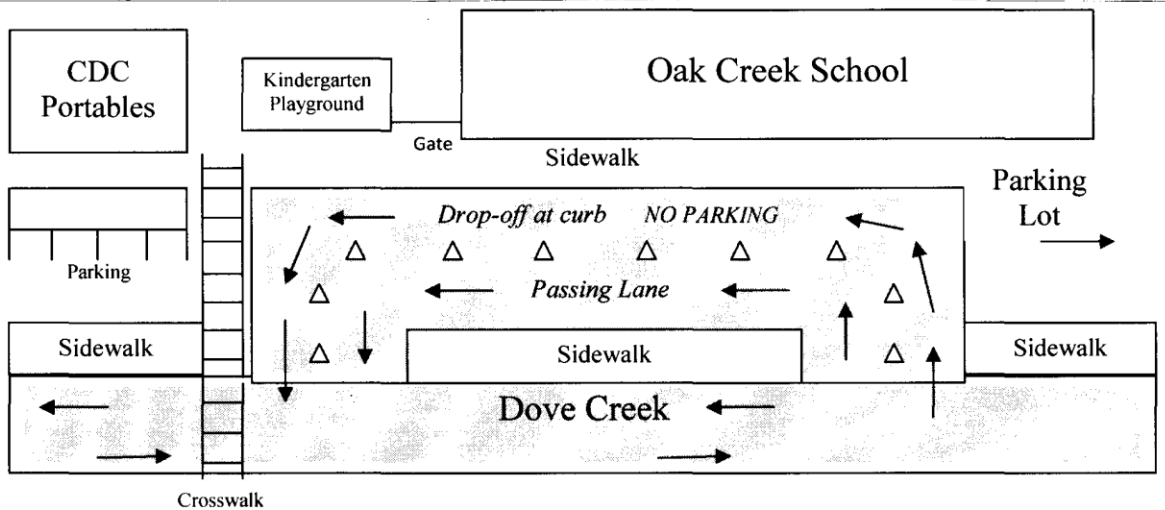 CDC
Portables
Kindergarten
Playground
Oak Creek School
Gate
Sidewalk
Parking
Lot
Drop-off at curb NO PARKING
Parking
Passing Lane
Sidewalk
Sidewalk
Sidewalk
Dove Creek
Crosswalk